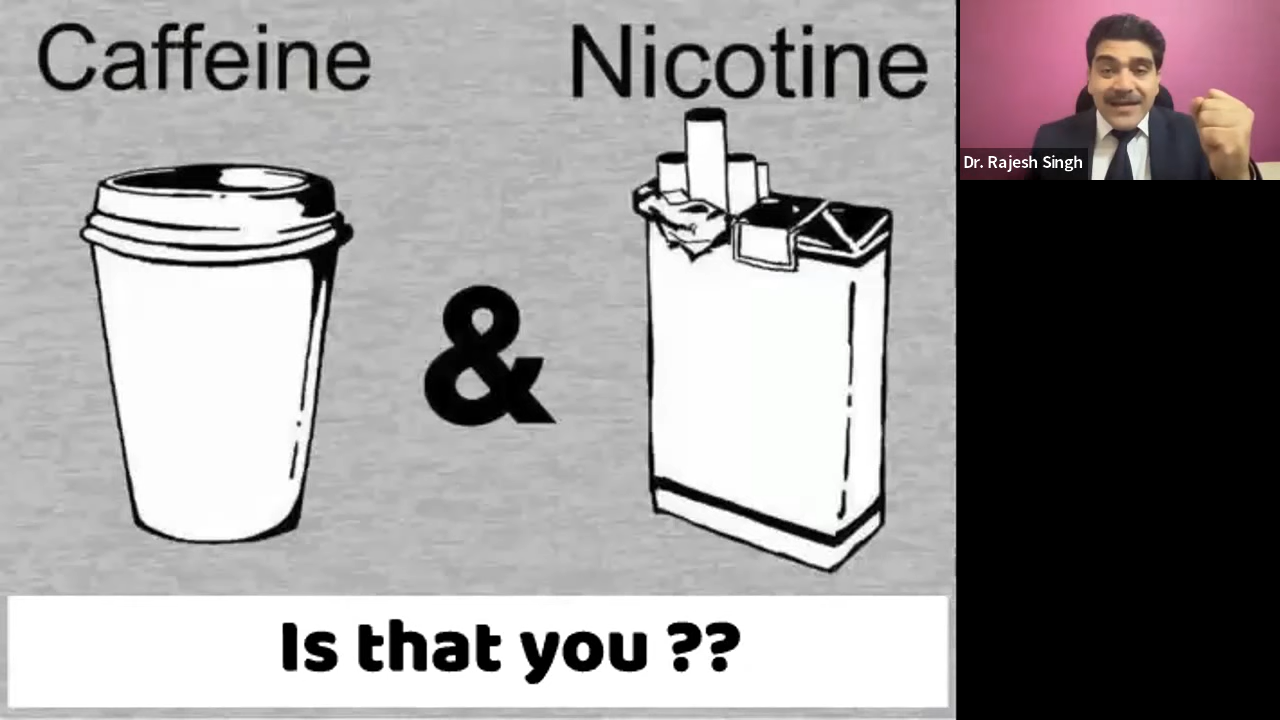 Caffeine
Nicotine
&
Is that you ??
Dr. Rajesh Singh